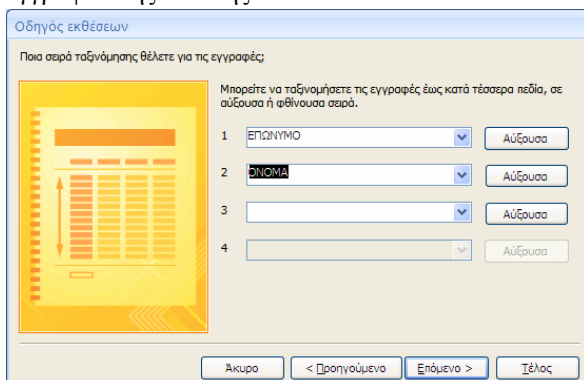 Οδηγός εκθέσεων
Ποια σειρά ταξινόμησης θέλετε για τις εγγραφές;
Μπορείτε να ταξινομήσετε τις εγγραφές έως κατά τέσσερα πεδία, σε
αύξουσα ή φθίνουσα σειρά.
1 ΕΠΩΝΥΜΟ Αύξουσα
2 ΟΝΟΜΑ Αύξουσα
3 Αύξουσα
4 Αύξουσα
Άκυρο < Προηγούμενο Επόμενο > Τέλος